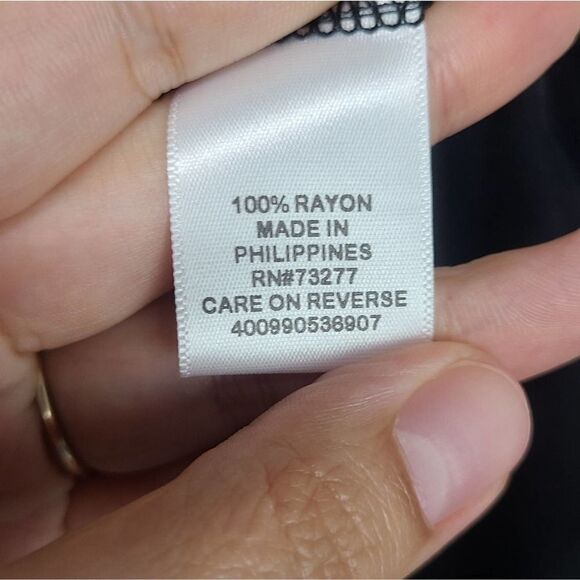 100% RAYON
MADE IN
PHILIPPINES
RN#73277
CARE ON REVERSE
400990536907